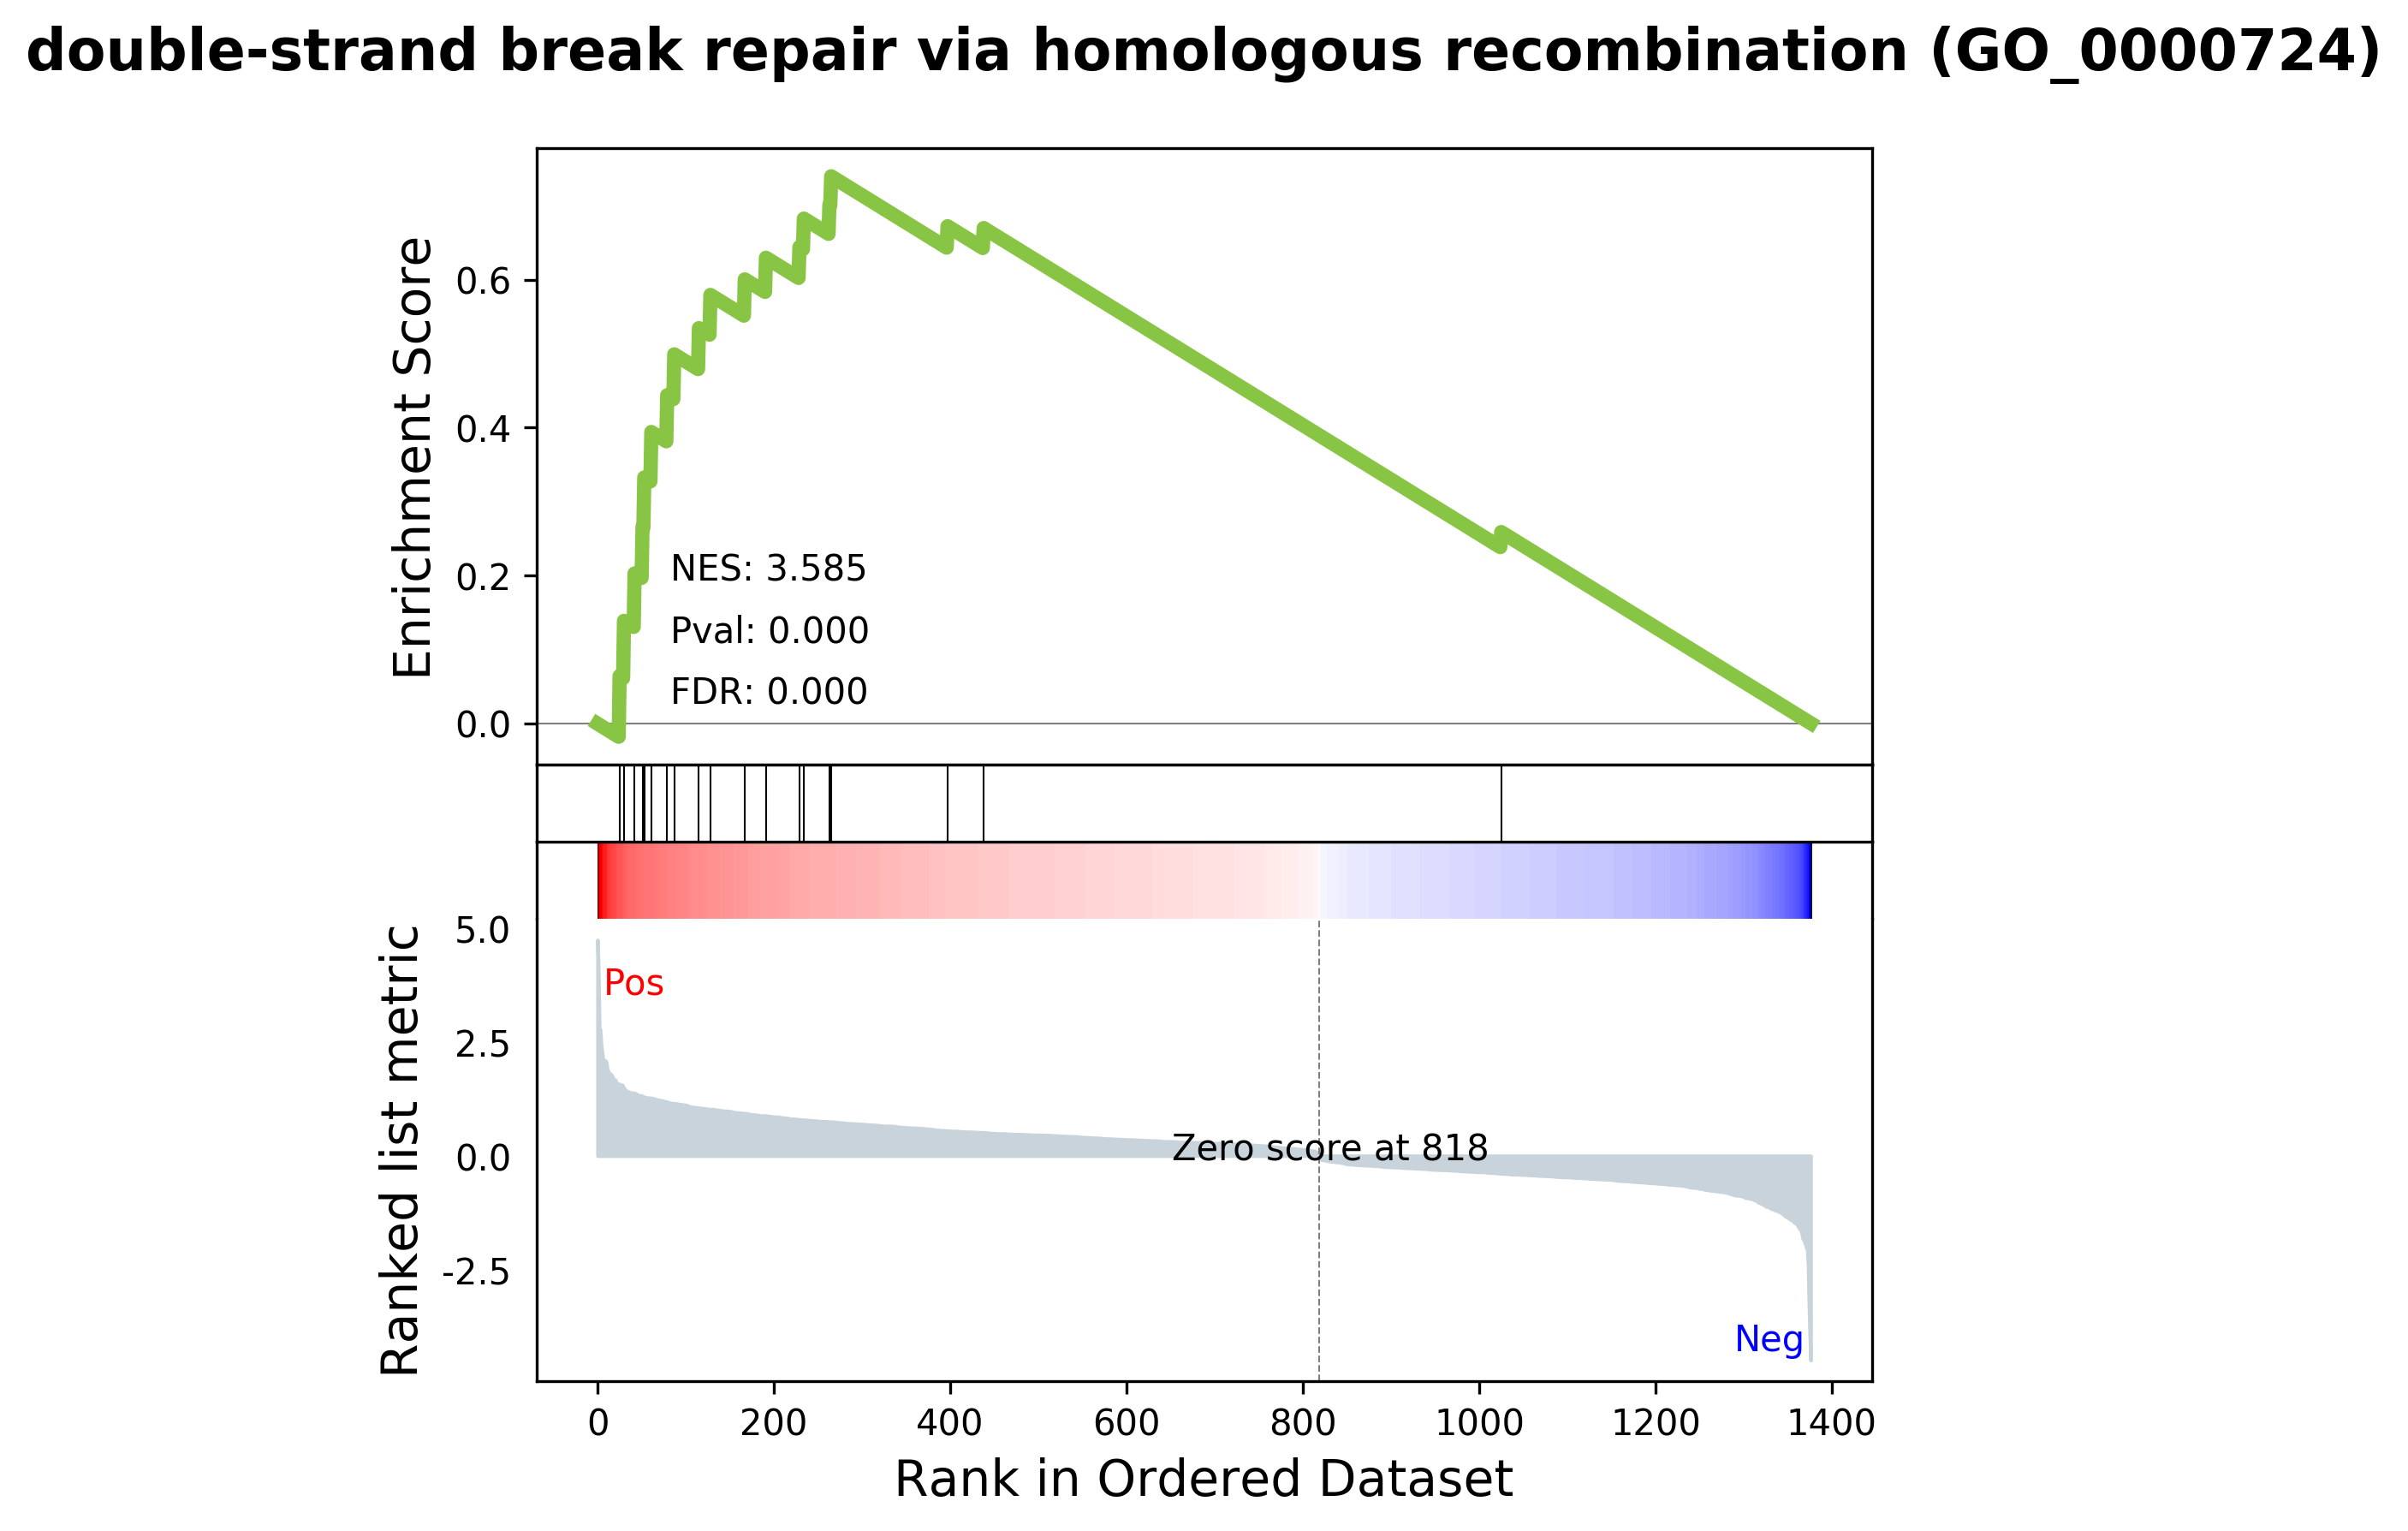 double-strand break repair via homologous recombination (GO_0000724)
Enrichment Score
0.6
0.4
0.2
0.0
NES: 3.585
Pval: 0.000
FDR: 0.000
Ranked list metric
5.0
2.5
0.0
-2.5
Pos
Zero score at 818
Neg
0 200 400 600 800 1000 1200 1400
Rank in Ordered Dataset